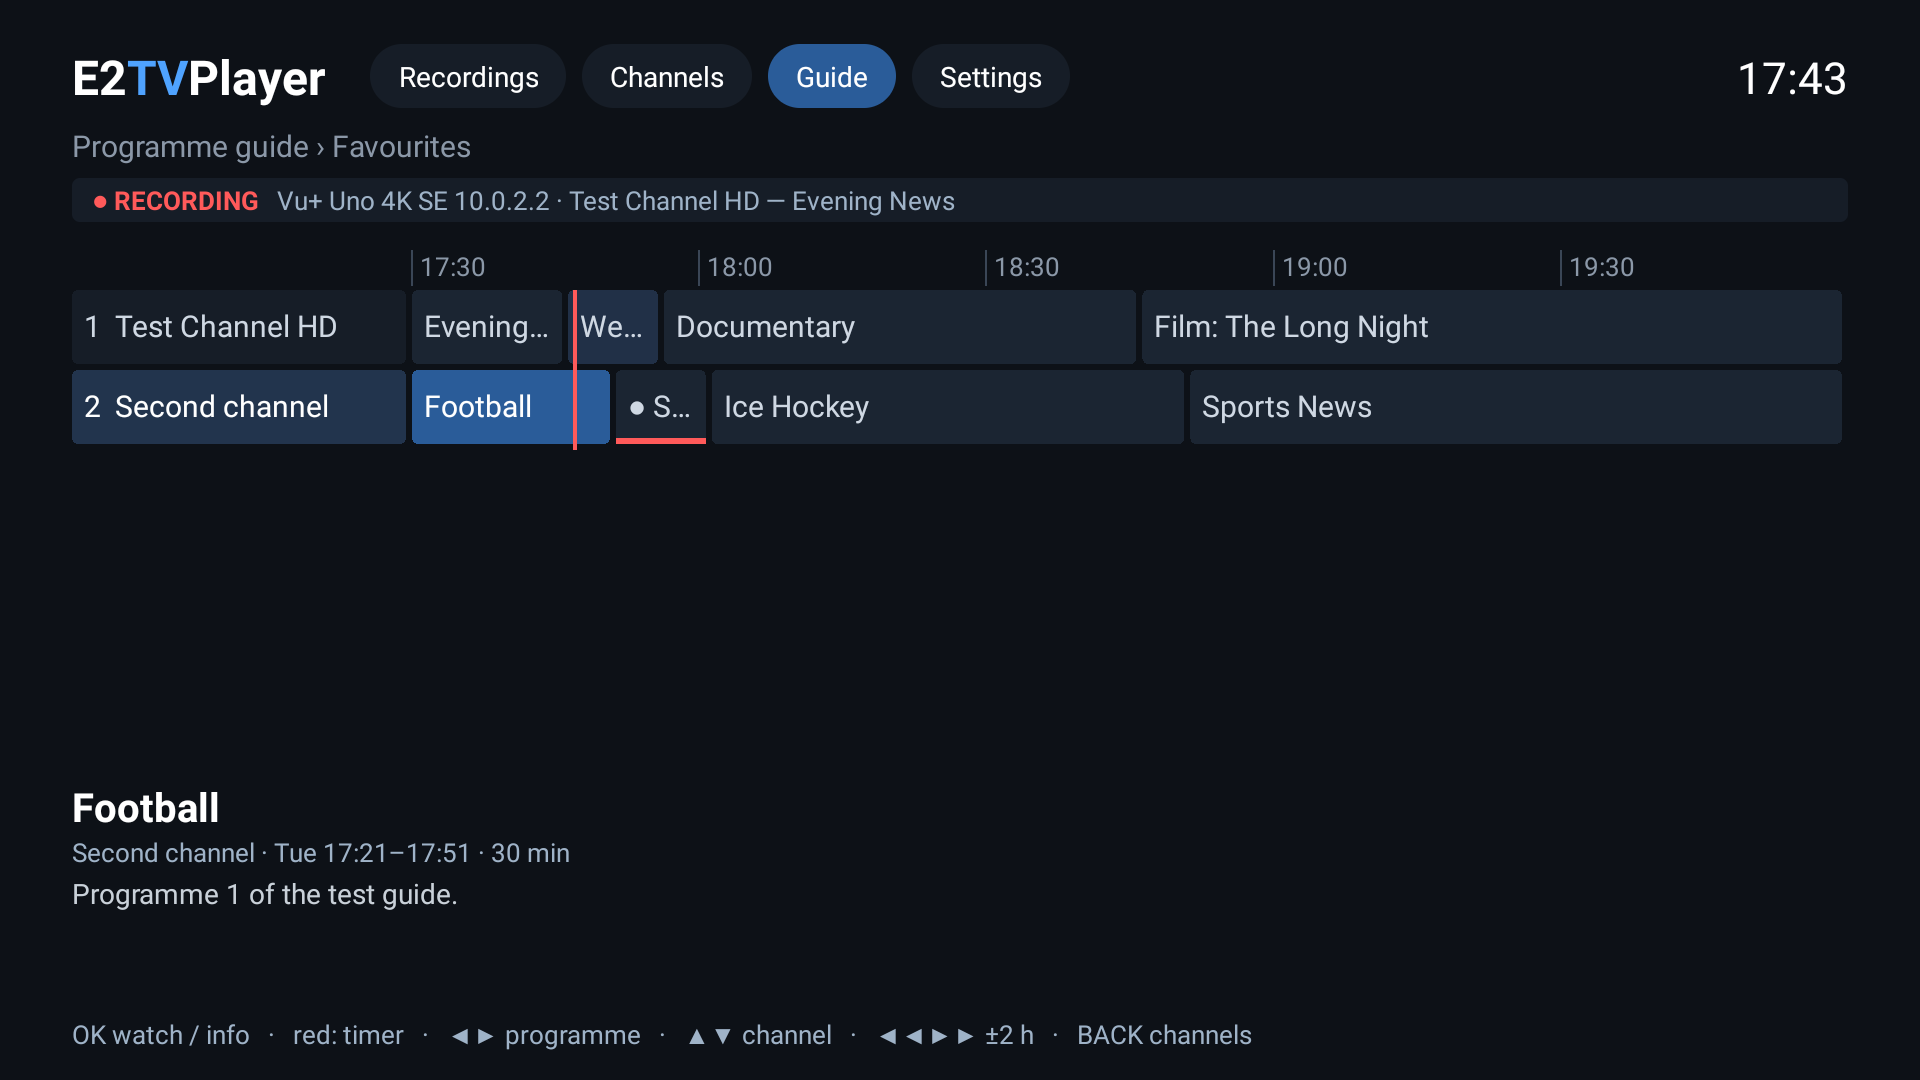 E2TVPlayer Recordings Channels Guide Settings 17:43
Programme guide › Favourites
● RECORDING Vu+ Uno 4K SE 10.0.2.2 · Test Channel HD — Evening News
17:30 18:00 18:30 19:00 19:30
1 Test Channel HD Evening... We... Documentary Film: The Long Night
2 Second channel Football ● S... Ice Hockey Sports News
Football
Second channel · Tue 17:21–17:51 · 30 min
Programme 1 of the test guide.
OK watch / info · red: timer · ◄ ► programme · ▲ ▼ channel · ◄◄ ►► ±2 h · BACK channels